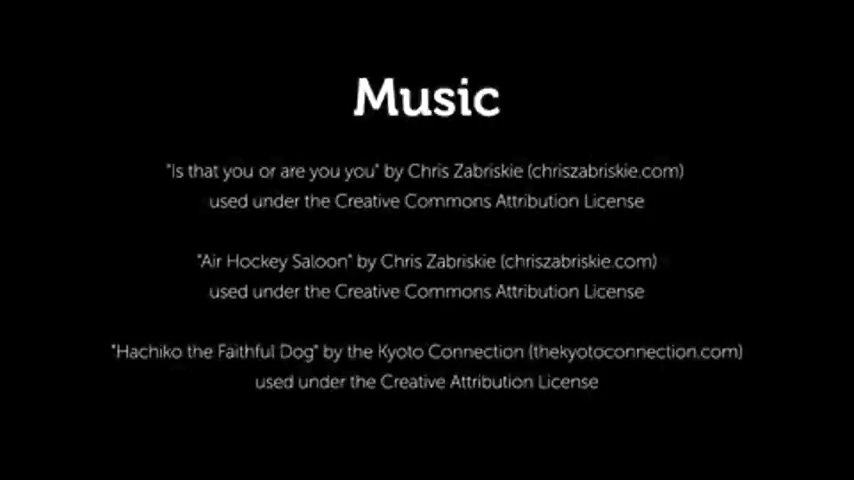 Music
"Is that you or are you you" by Chris Zabriskie (chriszabriskie.com)
used under the Creative Commons Attribution License
"Air Hockey Saloon" by Chris Zabriskie (chriszabriskie.com)
used under the Creative Commons Attribution License
"Hachiko the Faithful Dog" by the Kyoto Connection (thekyotoconnection.com)
used under the Creative Attribution License